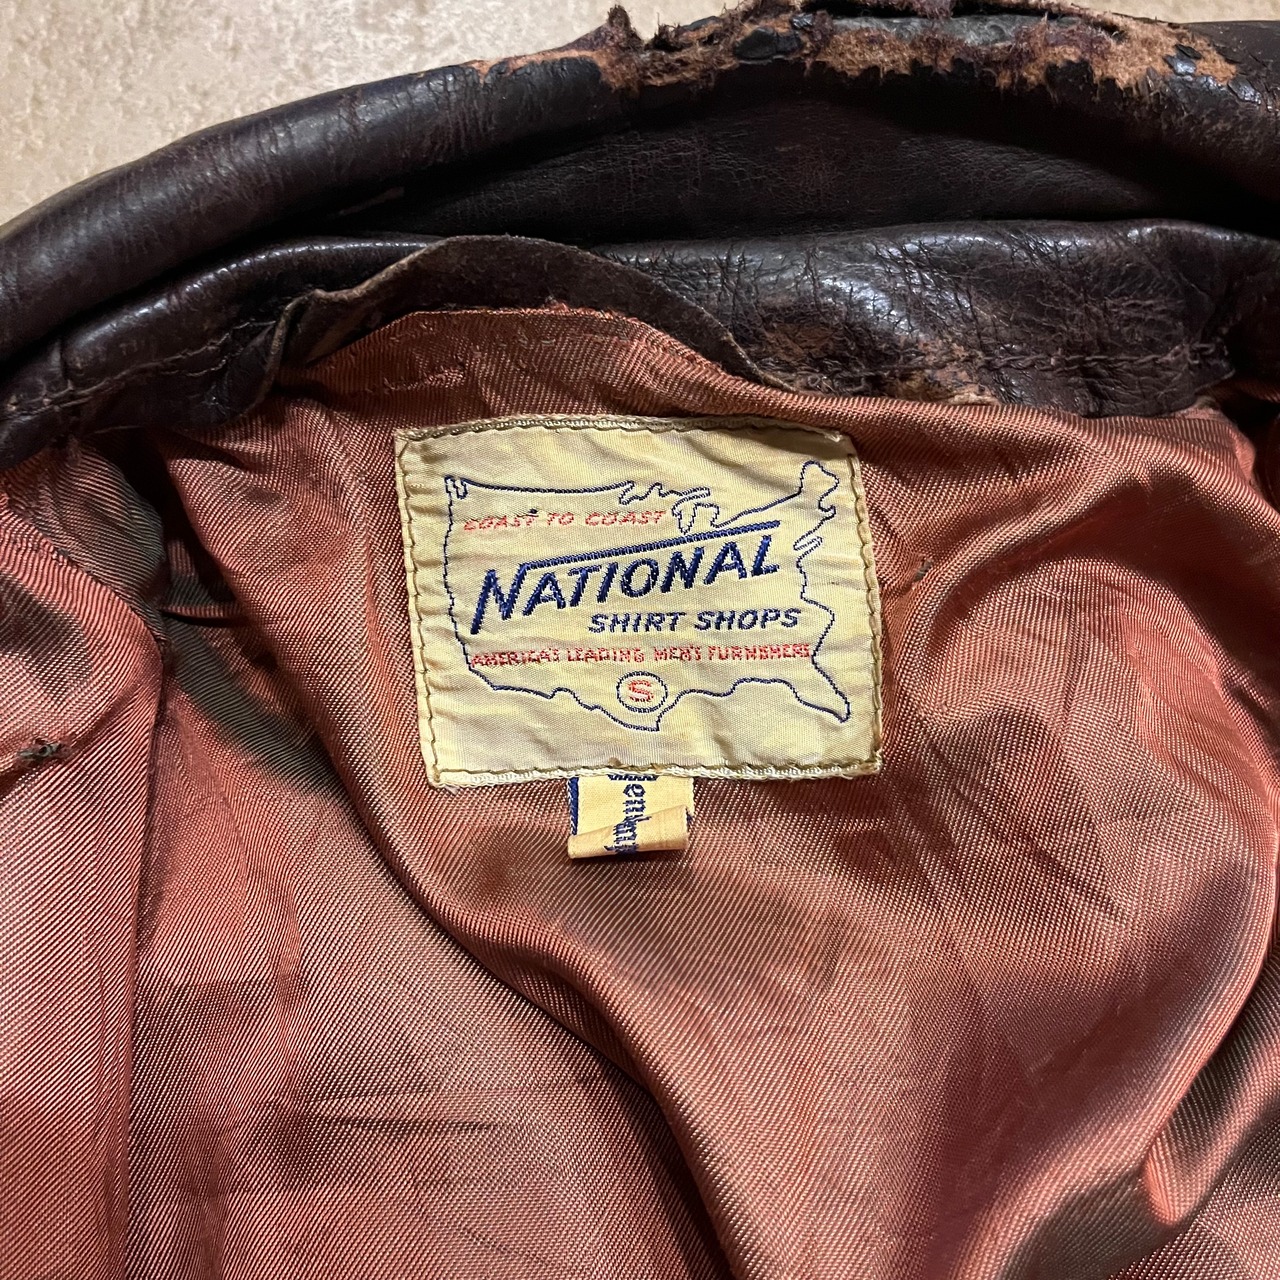 COAST TO COAST
NATIONAL
SHIRT SHOPS
AMERICA'S LEADING MEN'S FURNISHERS
S